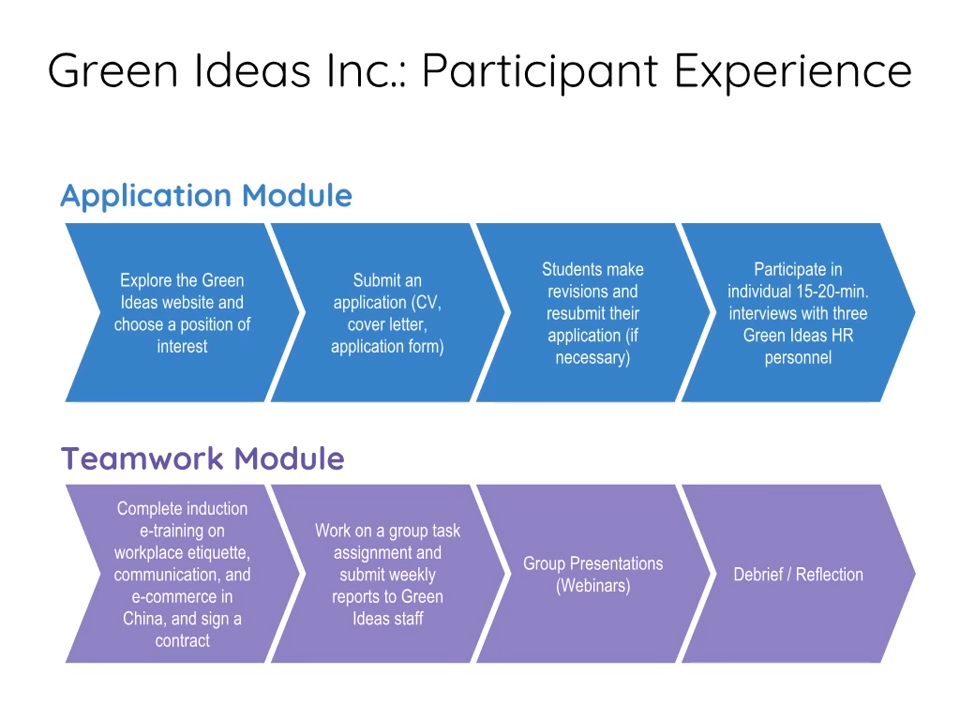 Green Ideas Inc.: Participant Experience
Application Module
Explore the Green
Ideas website and
choose a position of
interest
Submit an
application (CV,
cover letter,
application form)
Students make
revisions and
resubmit their
application (if
necessary)
Participate in
individual 15-20-min.
interviews with three
Green Ideas HR
personnel
Teamwork Module
Complete induction
e-training on
workplace etiquette,
communication, and
e-commerce in
China, and sign a
contract
Work on a group task
assignment and
submit weekly
reports to Green
Ideas staff
Group Presentations
(Webinars)
Debrief / Reflection